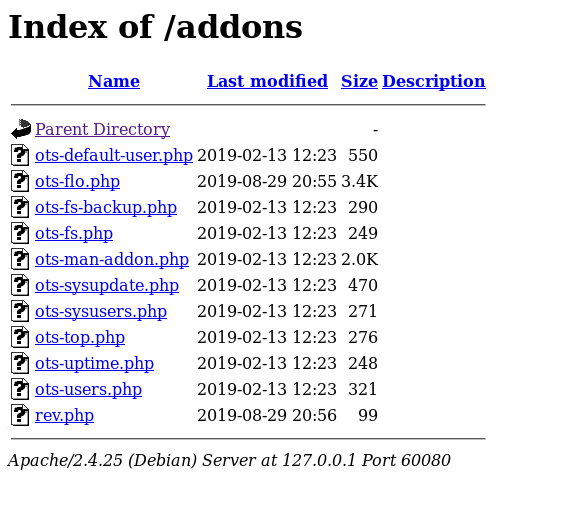 Index of /addons
Name Last modified Size Description
Parent Directory -
ots-default-user.php 2019-02-13 12:23 550
ots-flo.php 2019-08-29 20:55 3.4K
ots-fs-backup.php 2019-02-13 12:23 290
ots-fs.php 2019-02-13 12:23 249
ots-man-addon.php 2019-02-13 12:23 2.0K
ots-sysupdate.php 2019-02-13 12:23 470
ots-sysusers.php 2019-02-13 12:23 271
ots-top.php 2019-02-13 12:23 276
ots-uptime.php 2019-02-13 12:23 248
ots-users.php 2019-02-13 12:23 321
rev.php 2019-08-29 20:56 99
Apache/2.4.25 (Debian) Server at 127.0.0.1 Port 60080